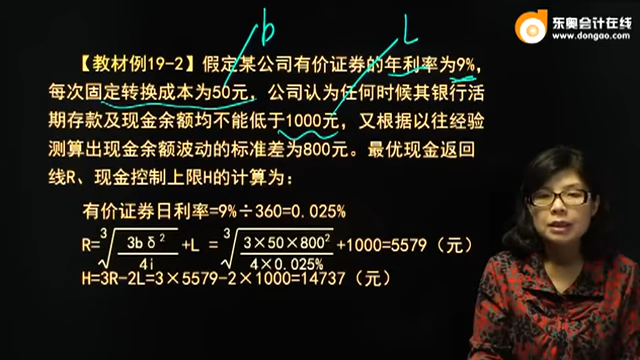 东奥会计在线
www.dongao.com
b
L
【教材例19-2】假定某公司有价证券的年利率为9%，
每次固定转换成本为50元，公司认为任何时候其银行活
期存款及现金余额均不能低于1000元，又根据以往经验
测算出现金余额波动的标准差为800元。最优现金返回
线R、现金控制上限H的计算为：
有价证券日利率=9%÷360=0.025%
R=∛(3bδ²/4i)+L =∛(3×50×800²/4×0.025%)+1000=5579（元）
H=3R-2L=3×5579-2×1000=14737（元）